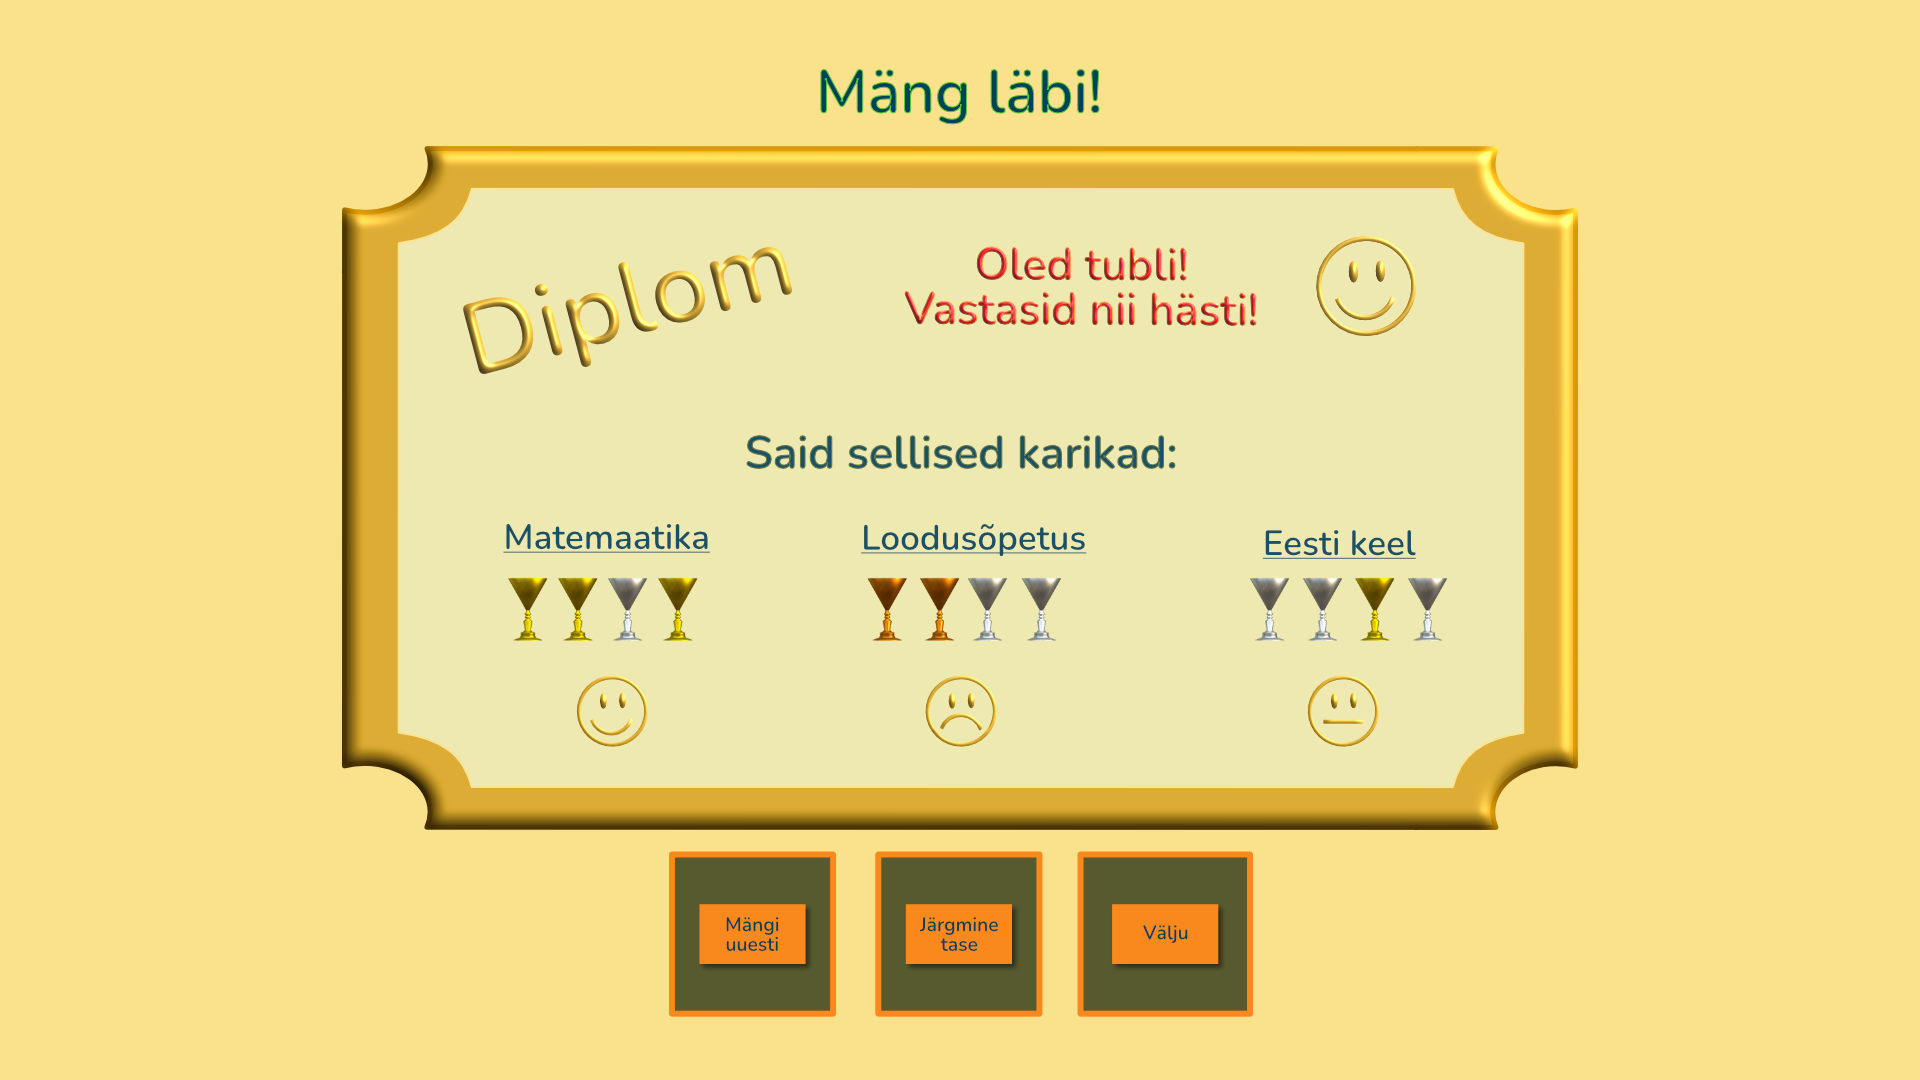 Mäng läbi!
Diplom
Oled tubli!
Vastasid nii hästi!
Said sellised karikad:
Matemaatika
Loodusõpetus
Eesti keel
Mängi
uuesti
Järgmine
tase
Välju